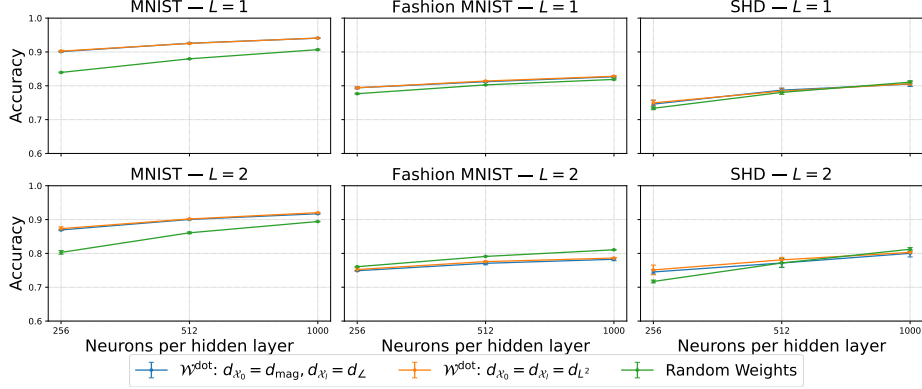 MNIST — L = 1
Fashion MNIST — L = 1
SHD — L = 1
Accuracy
1.0
0.9
0.8
0.7
0.6
MNIST — L = 2
Fashion MNIST — L = 2
SHD — L = 2
Accuracy
1.0
0.9
0.8
0.7
0.6
256 512 1000
256 512 1000
256 512 1000
Neurons per hidden layer
Neurons per hidden layer
Neurons per hidden layer
𝒲^dot: d_𝒳₀ = d_mag, d_𝒳ₗ = d_∠
𝒲^dot: d_𝒳₀ = d_𝒳ₗ = d_L²
Random Weights